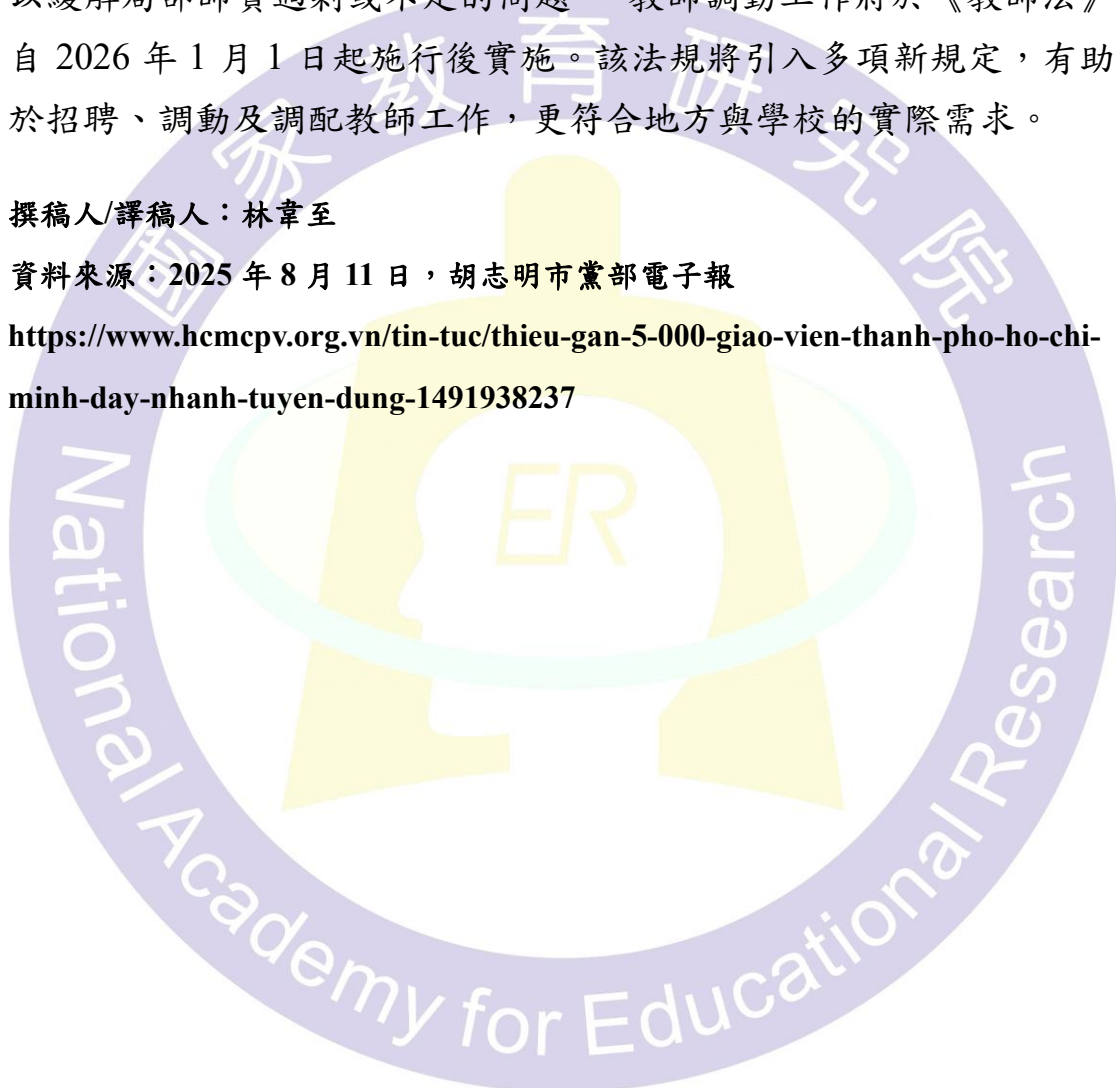 以緩解局部師資過剩或不足的問題。 教師調動工作將於《教師法》
自 2026 年 1 月 1 日起施行後實施。該法規將引入多項新規定，有助
於招聘、調動及調配教師工作，更符合地方與學校的實際需求。
撰稿人/譯稿人：林韋至
資料來源：2025 年 8 月 11 日，胡志明市黨部電子報
https://www.hcmcpv.org.vn/tin-tuc/thieu-gan-5-000-giao-vien-thanh-pho-ho-chi-
minh-day-nhanh-tuyen-dung-1491938237
國家教育研究院
ER
National Academy for Educational Research